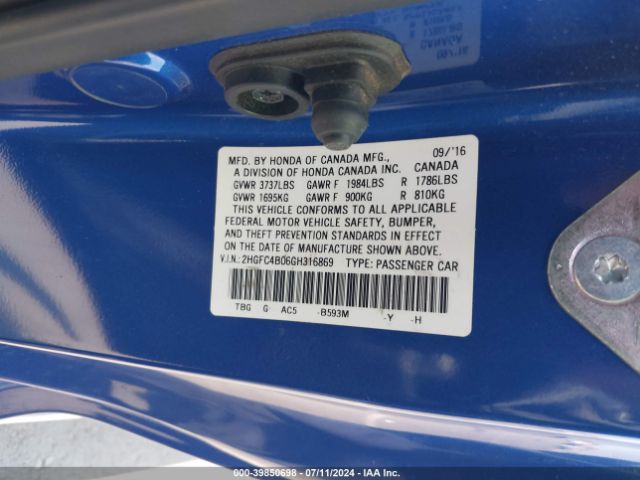 09/'16
MFD. BY HONDA OF CANADA MFG.,
A DIVISION OF HONDA CANADA INC. CANADA
GVWR 3737LBS GAWR F 1984LBS R 1786LBS
GVWR 1695KG GAWR F 900KG R 810KG
THIS VEHICLE CONFORMS TO ALL APPLICABLE
FEDERAL MOTOR VEHICLE SAFETY, BUMPER,
AND THEFT PREVENTION STANDARDS IN EFFECT
ON THE DATE OF MANUFACTURE SHOWN ABOVE.
V.I.N.: 2HGFC4B06GH316869 TYPE: PASSENGER CAR
TBG G AC5 -B593M -Y -H
000-39850698 - 07/11/2024 - IAA Inc.